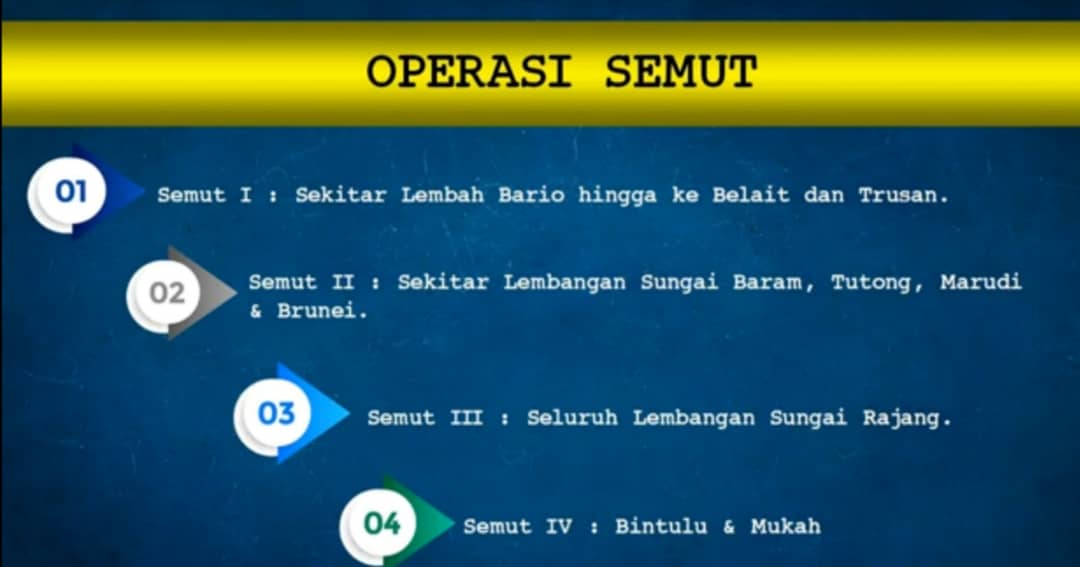 OPERASI SEMUT
01
Semut I : Sekitar Lembah Bario hingga ke Belait dan Trusan.
02
Semut II : Sekitar Lembangan Sungai Baram, Tutong, Marudi
& Brunei.
03
Semut III : Seluruh Lembangan Sungai Rajang.
04
Semut IV : Bintulu & Mukah